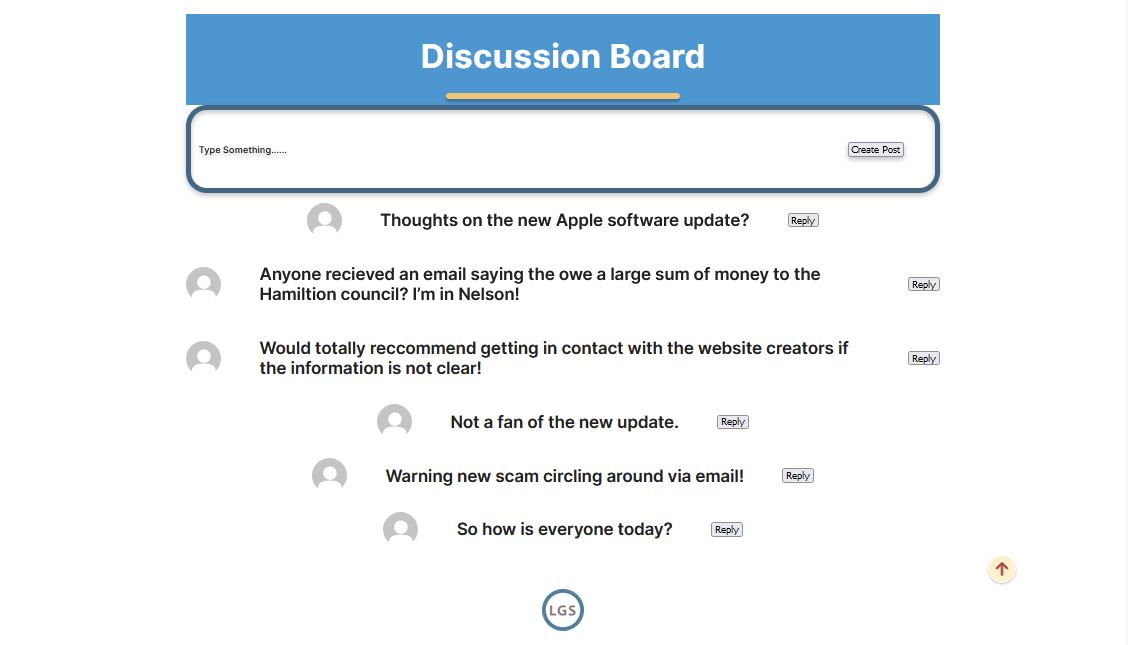 Discussion Board
Type Something......
Create Post
Thoughts on the new Apple software update?
Reply
Anyone recieved an email saying the owe a large sum of money to the
Hamiltion council? I'm in Nelson!
Reply
Would totally reccommend getting in contact with the website creators if
the information is not clear!
Reply
Not a fan of the new update.
Reply
Warning new scam circling around via email!
Reply
So how is everyone today?
Reply
LGS